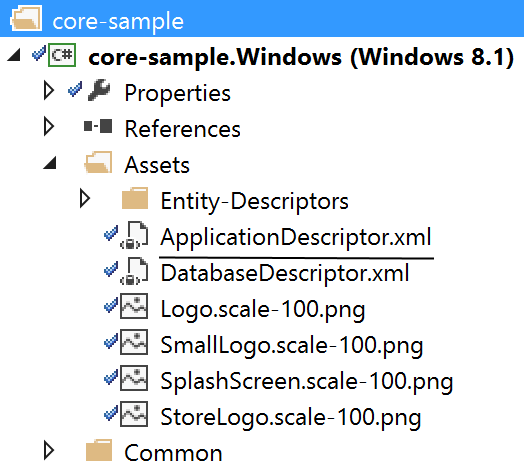 core-sample
C# core-sample.Windows (Windows 8.1)
Properties
References
Assets
Entity-Descriptors
ApplicationDescriptor.xml
DatabaseDescriptor.xml
Logo.scale-100.png
SmallLogo.scale-100.png
SplashScreen.scale-100.png
StoreLogo.scale-100.png
Common